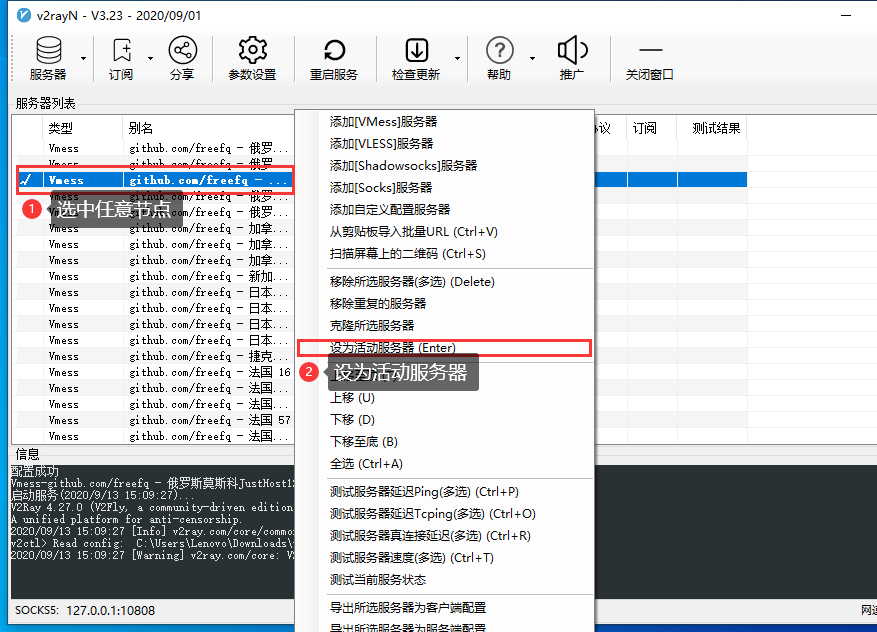 v2rayN - V3.23 - 2020/09/01
服务器 订阅 分享 参数设置 重启服务 检查更新 帮助 推广 关闭窗口
服务器列表
类型 别名 订阅 测试结果
Vmess github.com/freefq - 俄罗...
Vmess github.com/freefq - 俄罗...
Vmess github.com/freefq - ...
Vmess github.com/freefq - 俄罗...
1 选中任意节点
Vmess github.com/freefq - 俄罗...
Vmess github.com/freefq - 加拿...
Vmess github.com/freefq - 加拿...
Vmess github.com/freefq - 加拿...
Vmess github.com/freefq - 新加...
Vmess github.com/freefq - 日本...
Vmess github.com/freefq - 日本...
Vmess github.com/freefq - 日本...
Vmess github.com/freefq - 日本...
Vmess github.com/freefq - 捷克...
Vmess github.com/freefq - 法国 16
Vmess github.com/freefq - 法国...
Vmess github.com/freefq - 法国...
Vmess github.com/freefq - 法国 57
Vmess github.com/freefq - 法国...
添加[VMess]服务器
添加[VLESS]服务器
添加[Shadowsocks]服务器
添加[Socks]服务器
添加自定义配置服务器
从剪贴板导入批量URL (Ctrl+V)
扫描屏幕上的二维码 (Ctrl+S)
移除所选服务器(多选) (Delete)
移除重复的服务器
克隆所选服务器
设为活动服务器 (Enter)
2 设为活动服务器
上移 (U)
下移 (D)
下移至底 (B)
全选 (Ctrl+A)
测试服务器延迟Ping(多选) (Ctrl+P)
测试服务器延迟Tcping(多选) (Ctrl+O)
测试服务器真连接延迟(多选) (Ctrl+R)
测试服务器速度(多选) (Ctrl+T)
测试当前服务状态
导出所选服务器为客户端配置
导出所选服务器为服务端配置
信息
配置成功
Vmess-github.com/freefq - 俄罗斯莫斯科JustHost1
启动服务(2020/9/13 15:09:27)...
V2Ray 4.27.0 (V2Fly, a community-driven edition
A unified platform for anti-censorship.
2020/09/13 15:09:27 [Info] v2ray.com/core/common
v2ctl> Read config: C:\Users\Lenovo\Downloads\
2020/09/13 15:09:27 [Warning] v2ray.com/core: V
SOCKS5: 127.0.0.1:10808 网速